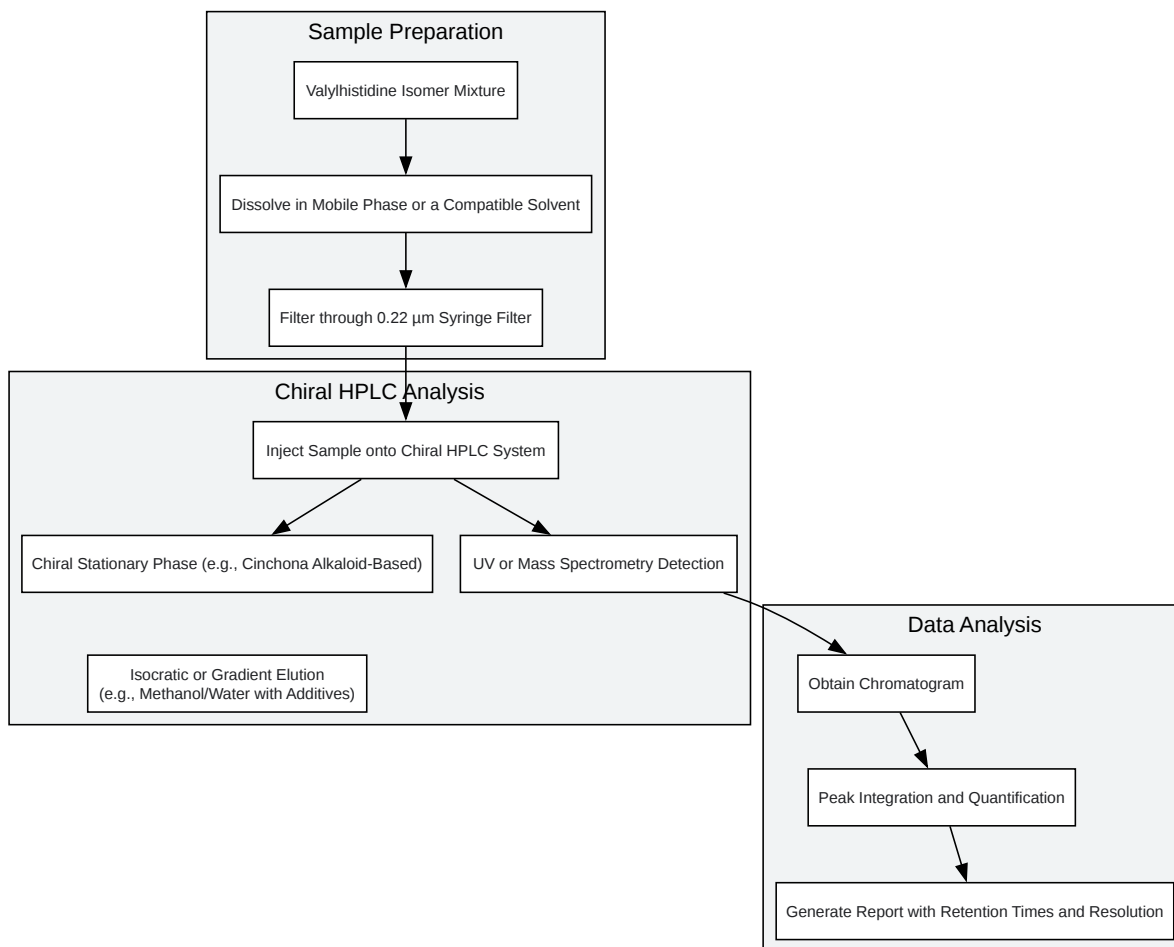 Sample Preparation
Valylhistidine Isomer Mixture
Dissolve in Mobile Phase or a Compatible Solvent
Filter through 0.22 µm Syringe Filter
Chiral HPLC Analysis
Inject Sample onto Chiral HPLC System
Chiral Stationary Phase (e.g., Cinchona Alkaloid-Based)
UV or Mass Spectrometry Detection
Isocratic or Gradient Elution
(e.g., Methanol/Water with Additives)
Data Analysis
Obtain Chromatogram
Peak Integration and Quantification
Generate Report with Retention Times and Resolution